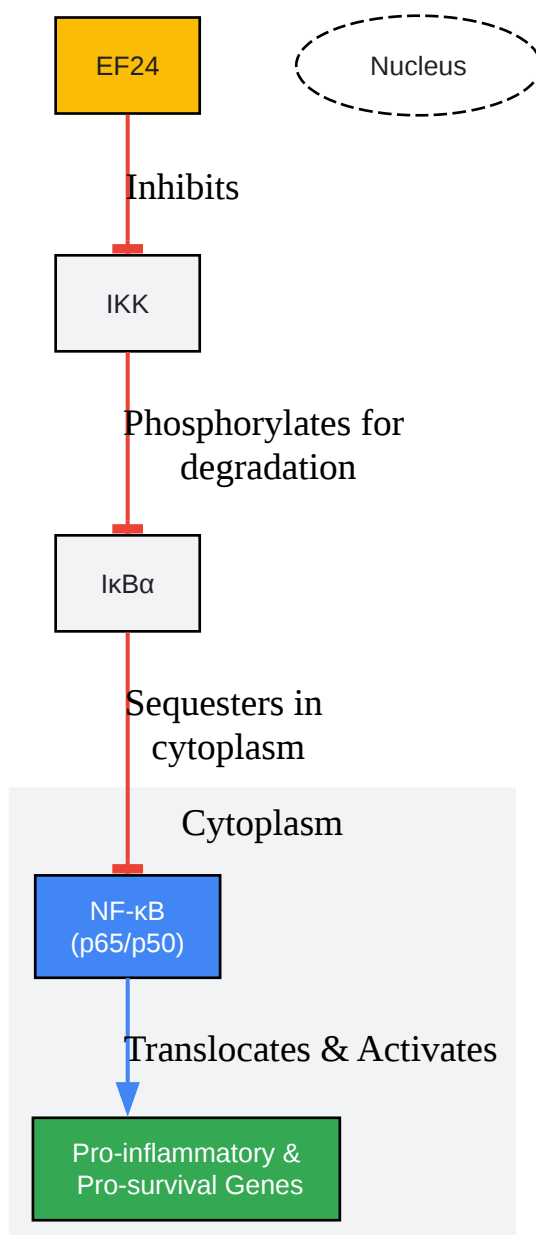 EF24
Nucleus
Inhibits
IKK
Phosphorylates for
degradation
IκBα
Sequesters in
cytoplasm
Cytoplasm
NF-κB
(p65/p50)
Translocates & Activates
Pro-inflammatory &
Pro-survival Genes